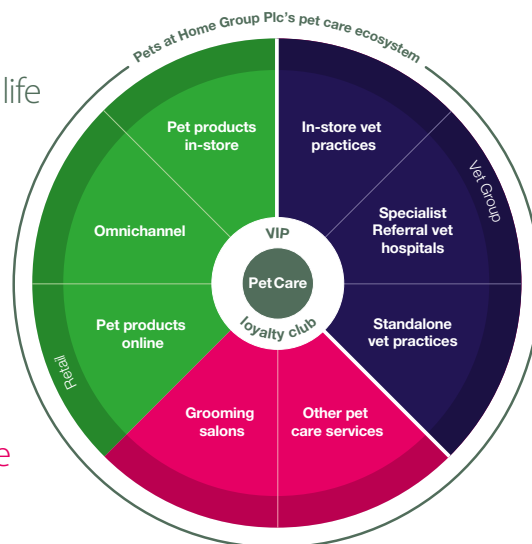 Pets at Home Group Plc's pet care ecosystem
life
Pet products
in-store
In-store vet
practices
Vet Group
Omnichannel
Specialist
Referral vet
hospitals
VIP
Pet Care
loyalty club
Pet products
online
Standalone
vet practices
Retail
Grooming
salons
Other pet
care services
e